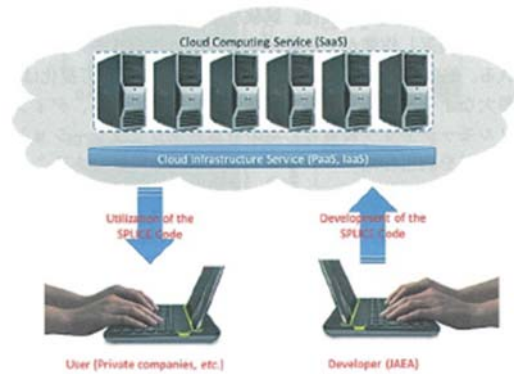 Cloud Computing Service (SaaS)
Cloud Infrastructure Service (PaaS, IaaS)
Utilization of the
SPLICE Code
Development of the
SPLICE Code
User (Private companies, etc.)
Developer (JAEA)